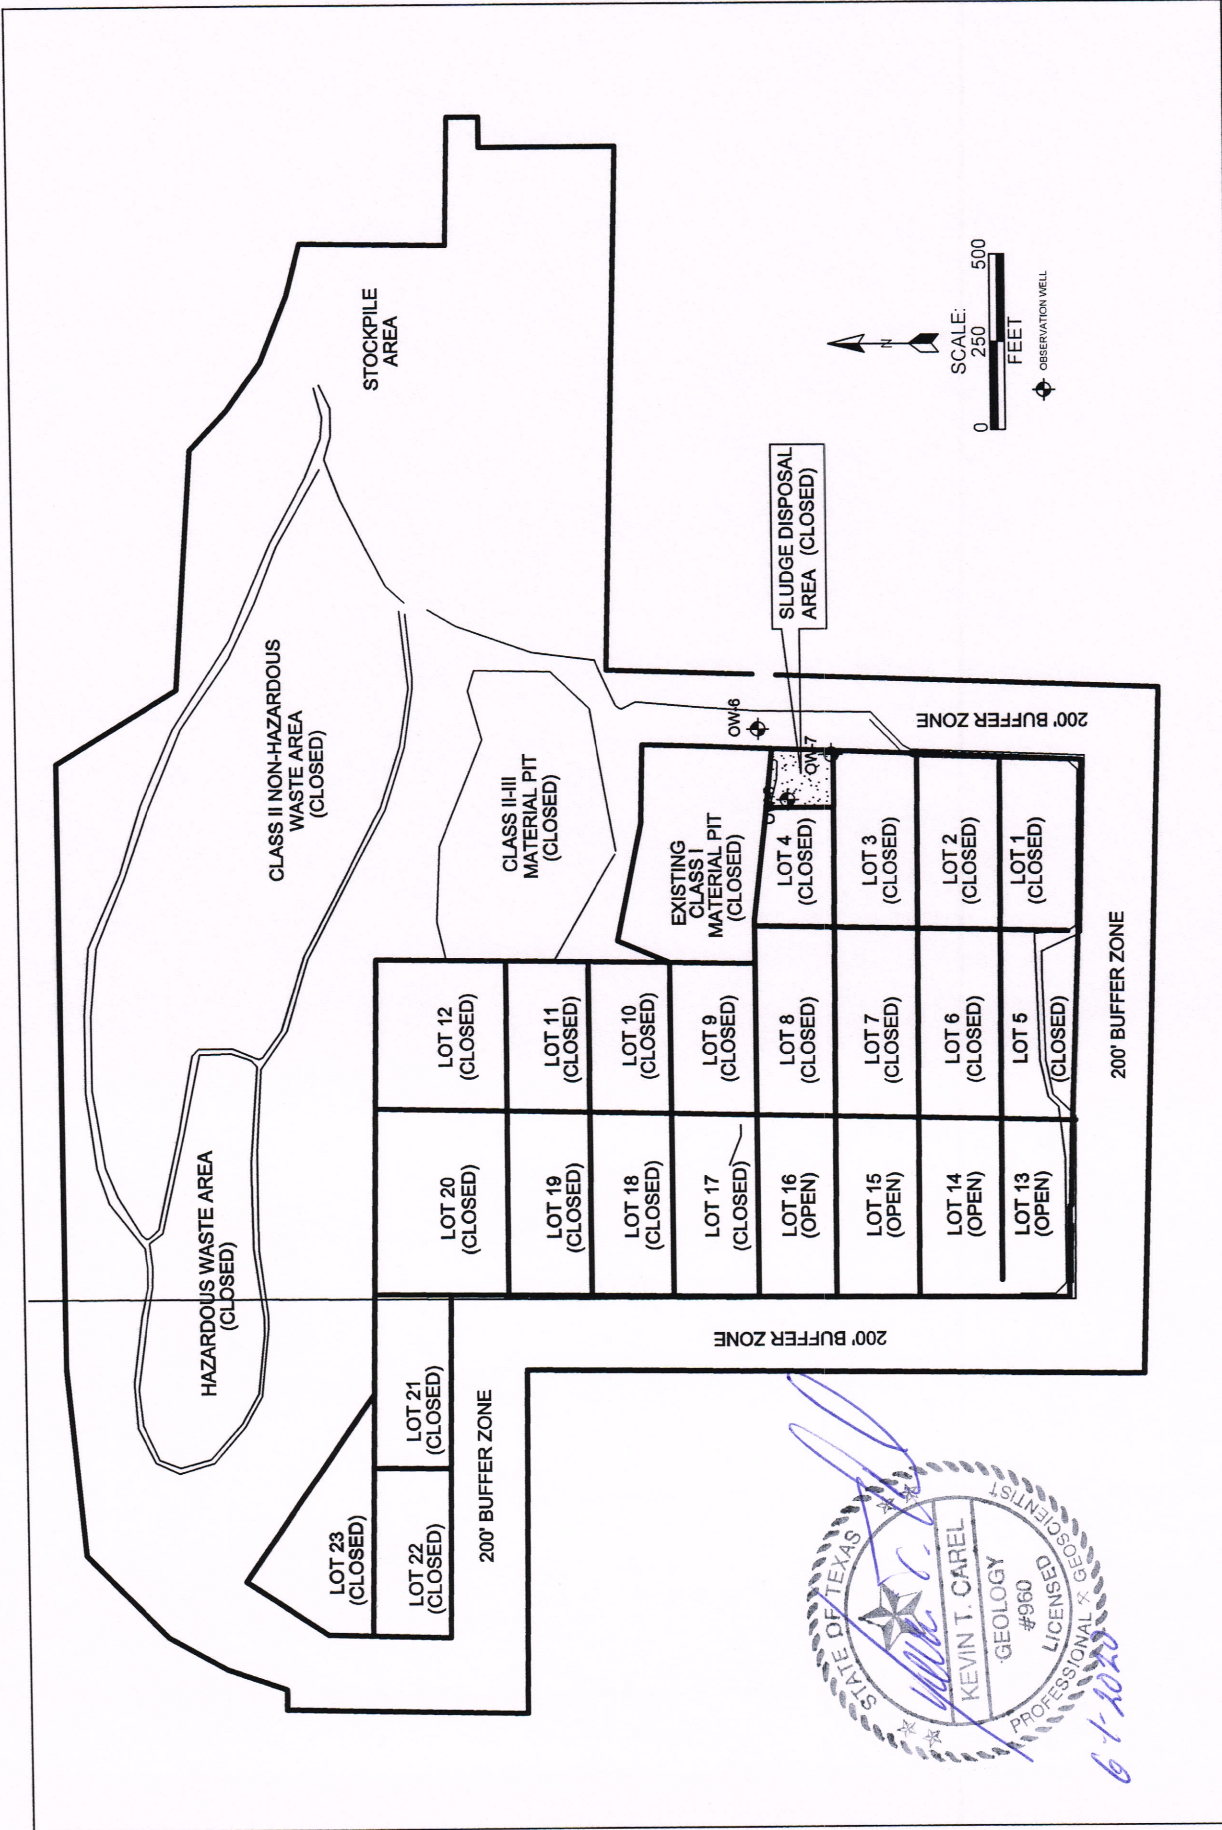 HAZARDOUS WASTE AREA
(CLOSED)
CLASS II NON-HAZARDOUS
WASTE AREA
(CLOSED)
STOCKPILE
AREA
LOT 23
(CLOSED)
LOT 22
(CLOSED)
LOT 21
(CLOSED)
200' BUFFER ZONE
LOT 20
(CLOSED)
LOT 12
(CLOSED)
CLASS II-III
MATERIAL PIT
(CLOSED)
LOT 19
(CLOSED)
LOT 11
(CLOSED)
LOT 18
(CLOSED)
LOT 10
(CLOSED)
LOT 17
(CLOSED)
LOT 9
(CLOSED)
EXISTING
CLASS I
MATERIAL PIT
(CLOSED)
OW-6
OW-7
SLUDGE DISPOSAL
AREA (CLOSED)
LOT 16
(OPEN)
LOT 8
(CLOSED)
LOT 4
(CLOSED)
LOT 15
(OPEN)
LOT 7
(CLOSED)
LOT 3
(CLOSED)
LOT 14
(OPEN)
LOT 6
(CLOSED)
LOT 2
(CLOSED)
LOT 13
(OPEN)
LOT 5
(CLOSED)
LOT 1
(CLOSED)
200' BUFFER ZONE
200' BUFFER ZONE
200' BUFFER ZONE
N
SCALE:
0 250 500
FEET
OBSERVATION WELL
STATE OF TEXAS
KEVIN T. CAREL
GEOLOGY
#960
LICENSED
PROFESSIONAL GEOSCIENTIST
6-1-2020